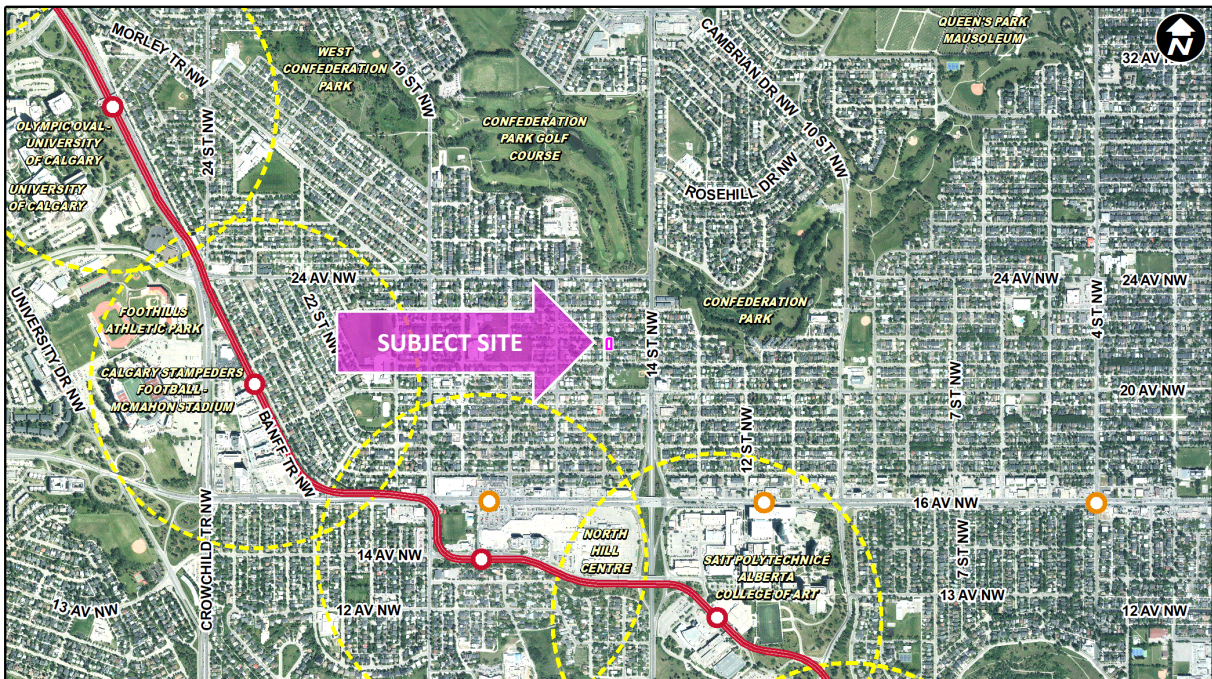 MORLEY TR NW
WEST
CONFEDERATION
PARK
19 ST NW
CAMBRIAN DR NW
QUEEN'S PARK
MAUSOLEUM
32 AV NW
N
OLYMPIC OVAL -
UNIVERSITY
OF CALGARY
24 ST NW
CONFEDERATION
PARK GOLF
COURSE
10 ST NW
UNIVERSITY
OF CALGARY
ROSEHILL DR NW
24 AV NW
24 AV NW
24 AV NW
UNIVERSITY DR NW
FOOTHILLS
ATHLETIC PARK
22 ST NW
CONFEDERATION
PARK
4 ST NW
SUBJECT SITE
14 ST NW
CALGARY STAMPEDERS
FOOTBALL -
MCMAHON STADIUM
7 ST NW
20 AV NW
BANFF TR NW
12 ST NW
16 AV NW
CROWCHILD TR NW
14 AV NW
NORTH
HILL
CENTRE
SAIT POLYTECHNICE
ALBERTA
COLLEGE OF ART
7 ST NW
13 AV NW
12 AV NW
13 AV NW
12 AV NW